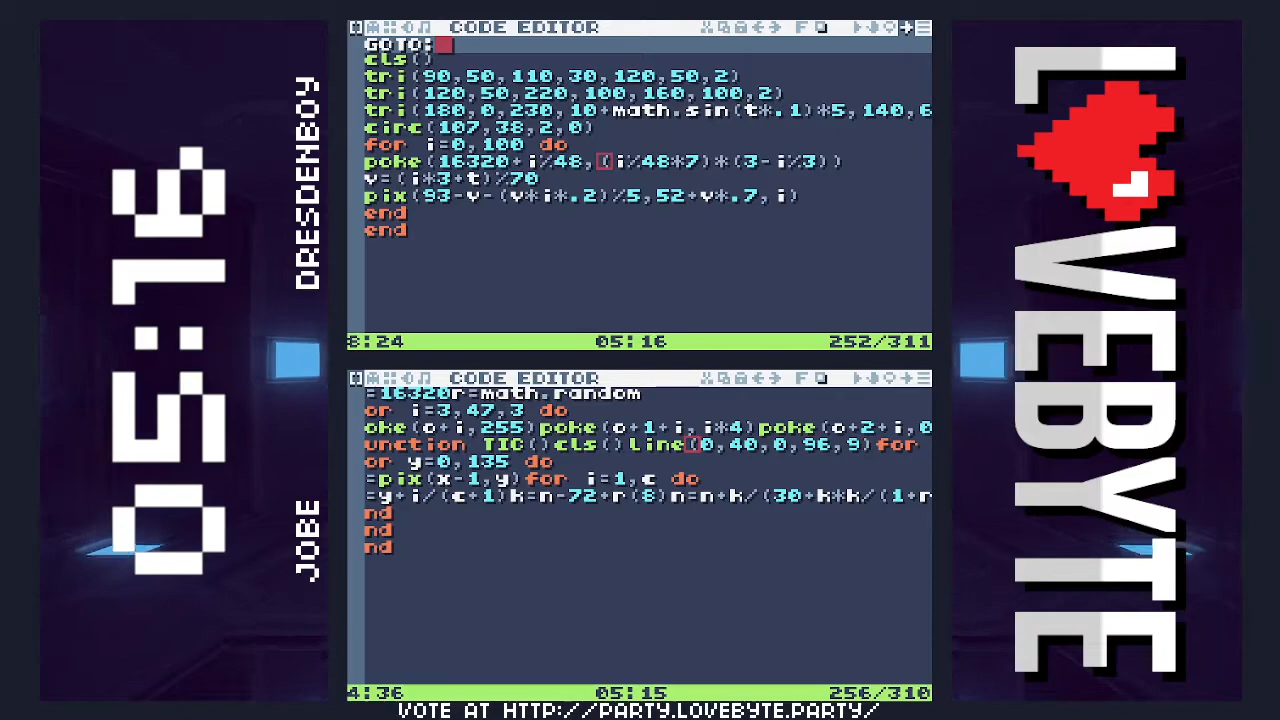 05:16
DRESDENBOY
JOBE
CODE EDITOR
GOTO:
cls()
tri(90,50,110,30,120,50,2)
tri(120,50,220,100,160,100,2)
tri(180,0,230,10+math.sin(t*.1)*5,140,6
circ(107,38,2,0)
for i=0,100 do
poke(16320+i%48,(i%48*7)*(3-i%3))
v=(i*3+t)%70
pix(93-v-(v*i*.2)%5,52+v*.7,i)
end
end
8:24
05:16
252/311
CODE EDITOR
=16320r=math.random
or i=3,47,3 do
oke(o+i,255)poke(o+1+i,i*4)poke(o+2+i,0
unction TIC()cls()line(0,40,0,96,9)for
or y=0,135 do
=pix(x-1,y)for i=1,c do
=y+i/(c+1)k=n-72+r(8)n=n+k/(30+k*k/(1+r
nd
nd
nd
4:36
05:15
256/310
LOVEBYTE
VOTE AT HTTP://PARTY.LOVEBYTE.PARTY/